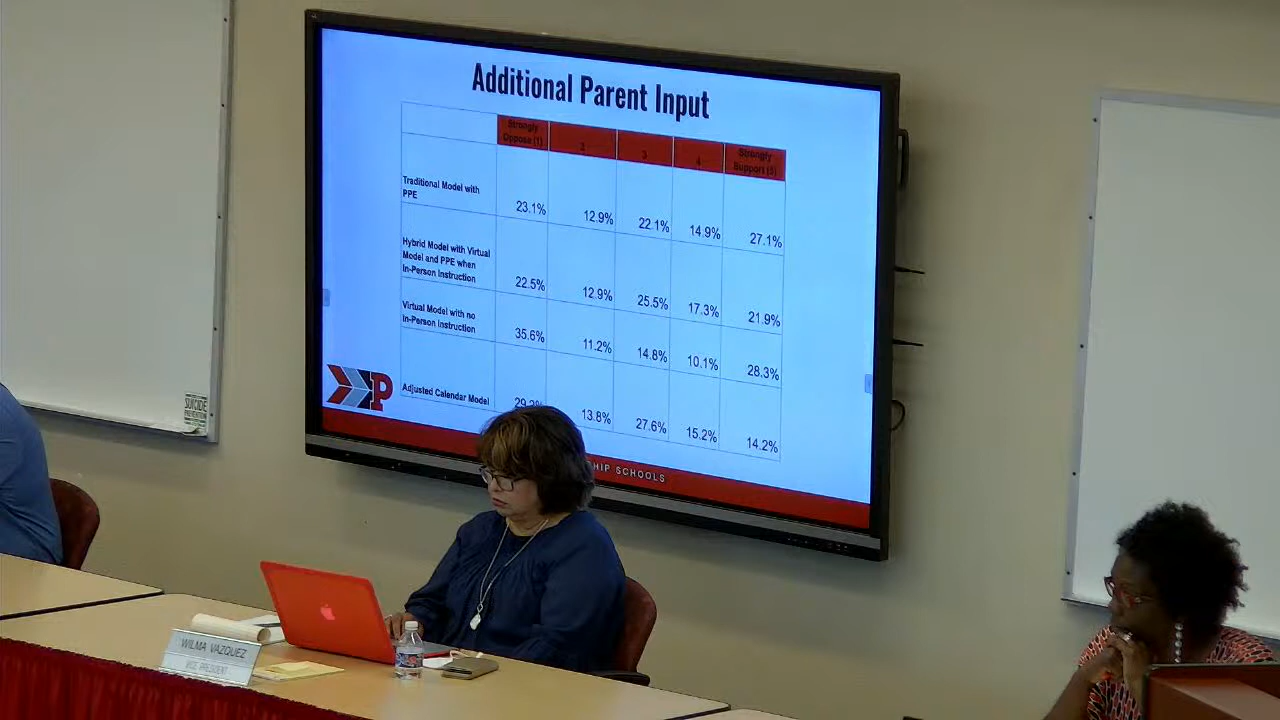 Additional Parent Input
Strongly
Oppose (1)
2
3
4
Strongly
Support (5)
Traditional Model with
PPE
23.1%
12.9%
22.1%
14.9%
27.1%
Hybrid Model with Virtual
Model and PPE when
In-Person Instruction
22.5%
12.9%
25.5%
17.3%
21.9%
Virtual Model with no
In-Person Instruction
35.6%
11.2%
14.8%
10.1%
28.3%
Adjusted Calendar Model
13.8%
27.6%
15.2%
14.2%
P
SCHOOLS
SUICIDE
PREVENTION
WILMA VAZQUEZ
VICE PRESIDENT